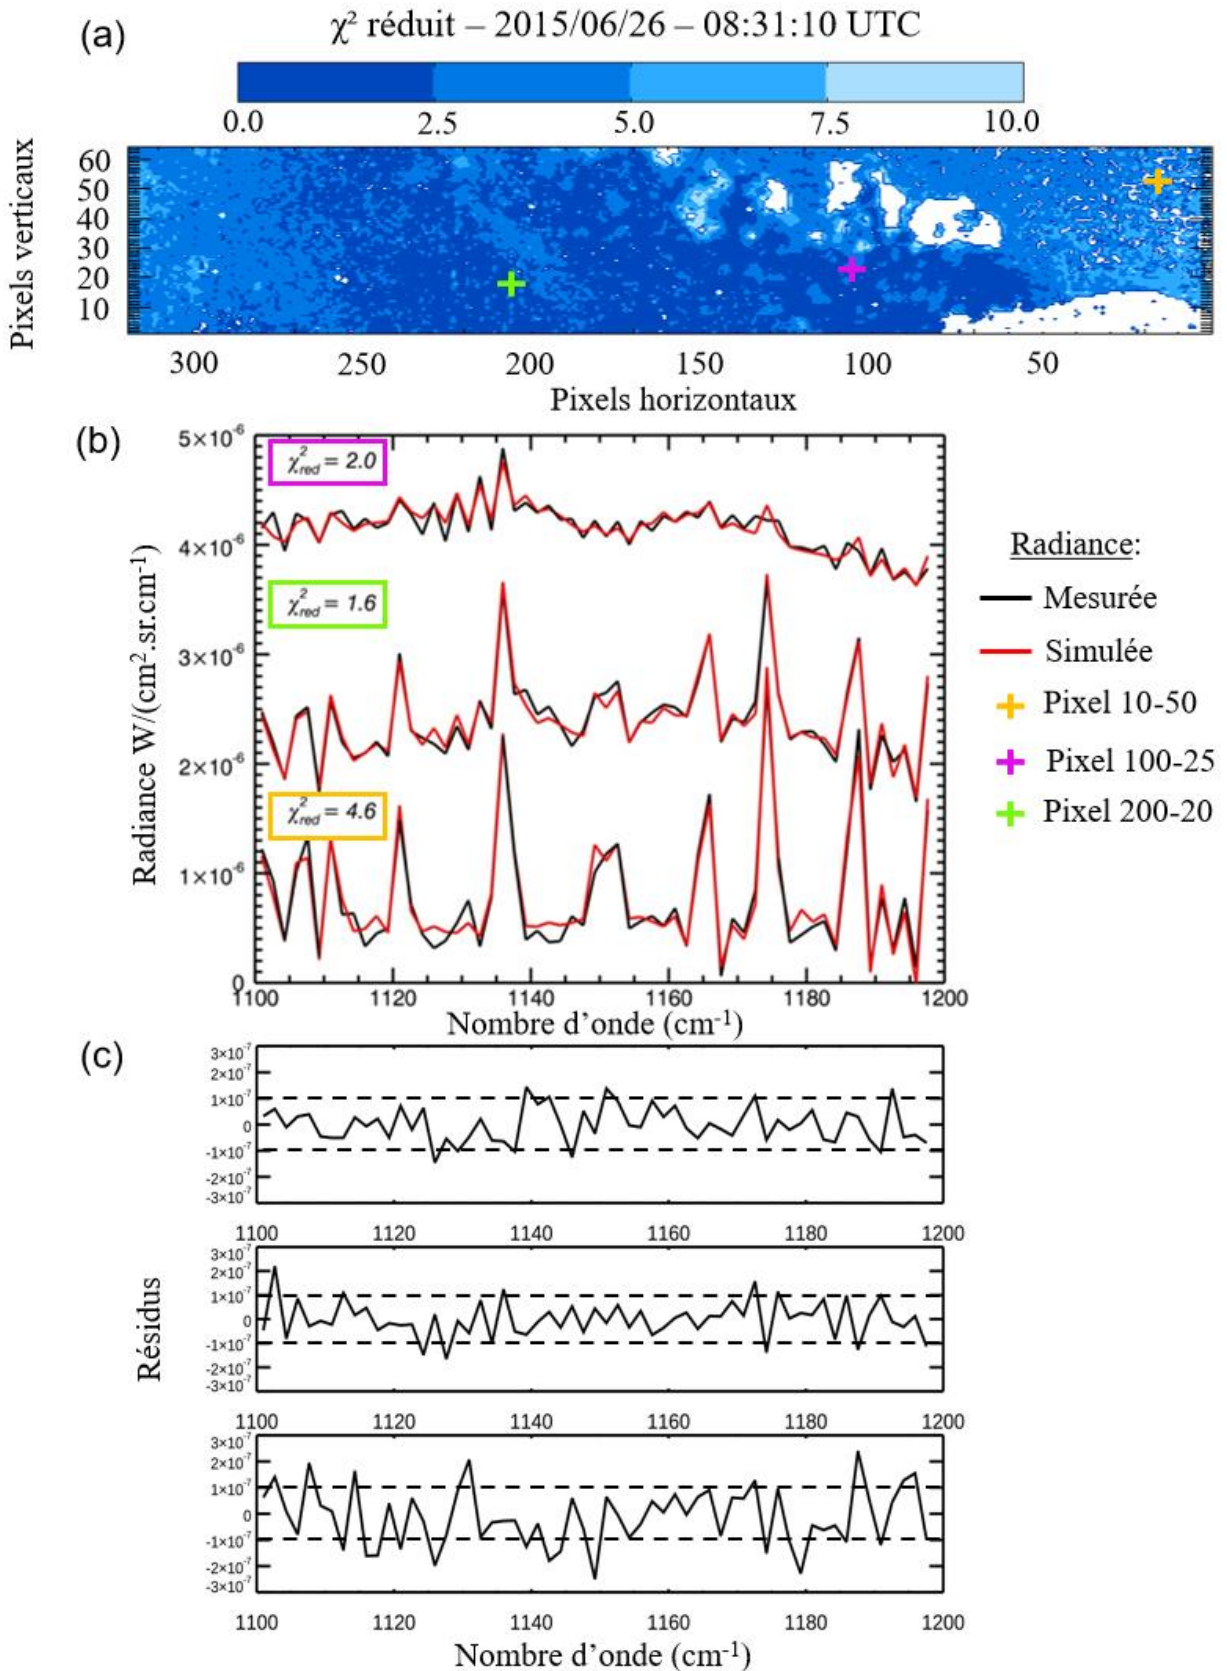 (a)
χ² réduit – 2015/06/26 – 08:31:10 UTC
0.0 2.5 5.0 7.5 10.0
Pixels verticaux
60
50
40
30
20
10
300 250 200 150 100 50
Pixels horizontaux
(b)
Radiance W/(cm².sr.cm⁻¹)
5×10⁻⁶
4×10⁻⁶
3×10⁻⁶
2×10⁻⁶
1×10⁻⁶
0
χ²red = 2.0
χ²red = 1.6
χ²red = 4.6
1100 1120 1140 1160 1180 1200
Nombre d’onde (cm⁻¹)
Radiance:
Mesurée
Simulée
Pixel 10-50
Pixel 100-25
Pixel 200-20
(c)
Résidus
3×10⁻⁷
2×10⁻⁷
1×10⁻⁷
0
-1×10⁻⁷
-2×10⁻⁷
-3×10⁻⁷
1100 1120 1140 1160 1180 1200
3×10⁻⁷
2×10⁻⁷
1×10⁻⁷
0
-1×10⁻⁷
-2×10⁻⁷
-3×10⁻⁷
1100 1120 1140 1160 1180 1200
3×10⁻⁷
2×10⁻⁷
1×10⁻⁷
0
-1×10⁻⁷
-2×10⁻⁷
-3×10⁻⁷
1100 1120 1140 1160 1180 1200
Nombre d’onde (cm⁻¹)